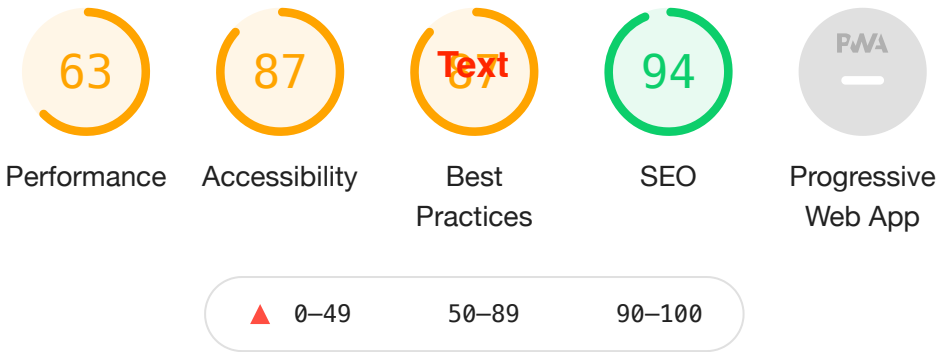 63
87
87
Text
94
PWA
Performance
Accessibility
Best
Practices
SEO
Progressive
Web App
0–49
50–89
90–100